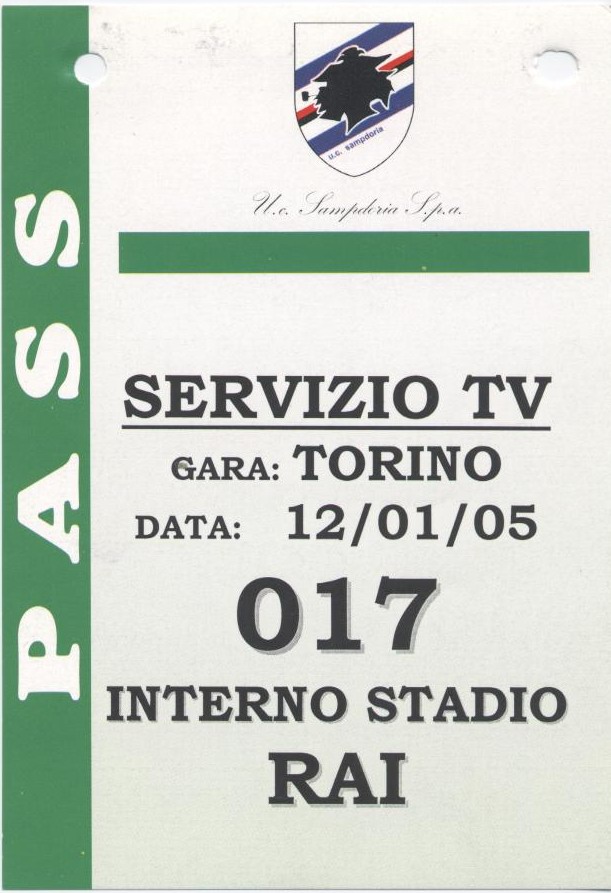 PASS
u.c. sampdoria
U.c. Sampdoria S.p.a.
SERVIZIO TV
GARA: TORINO
DATA: 12/01/05
017
INTERNO STADIO
RAI